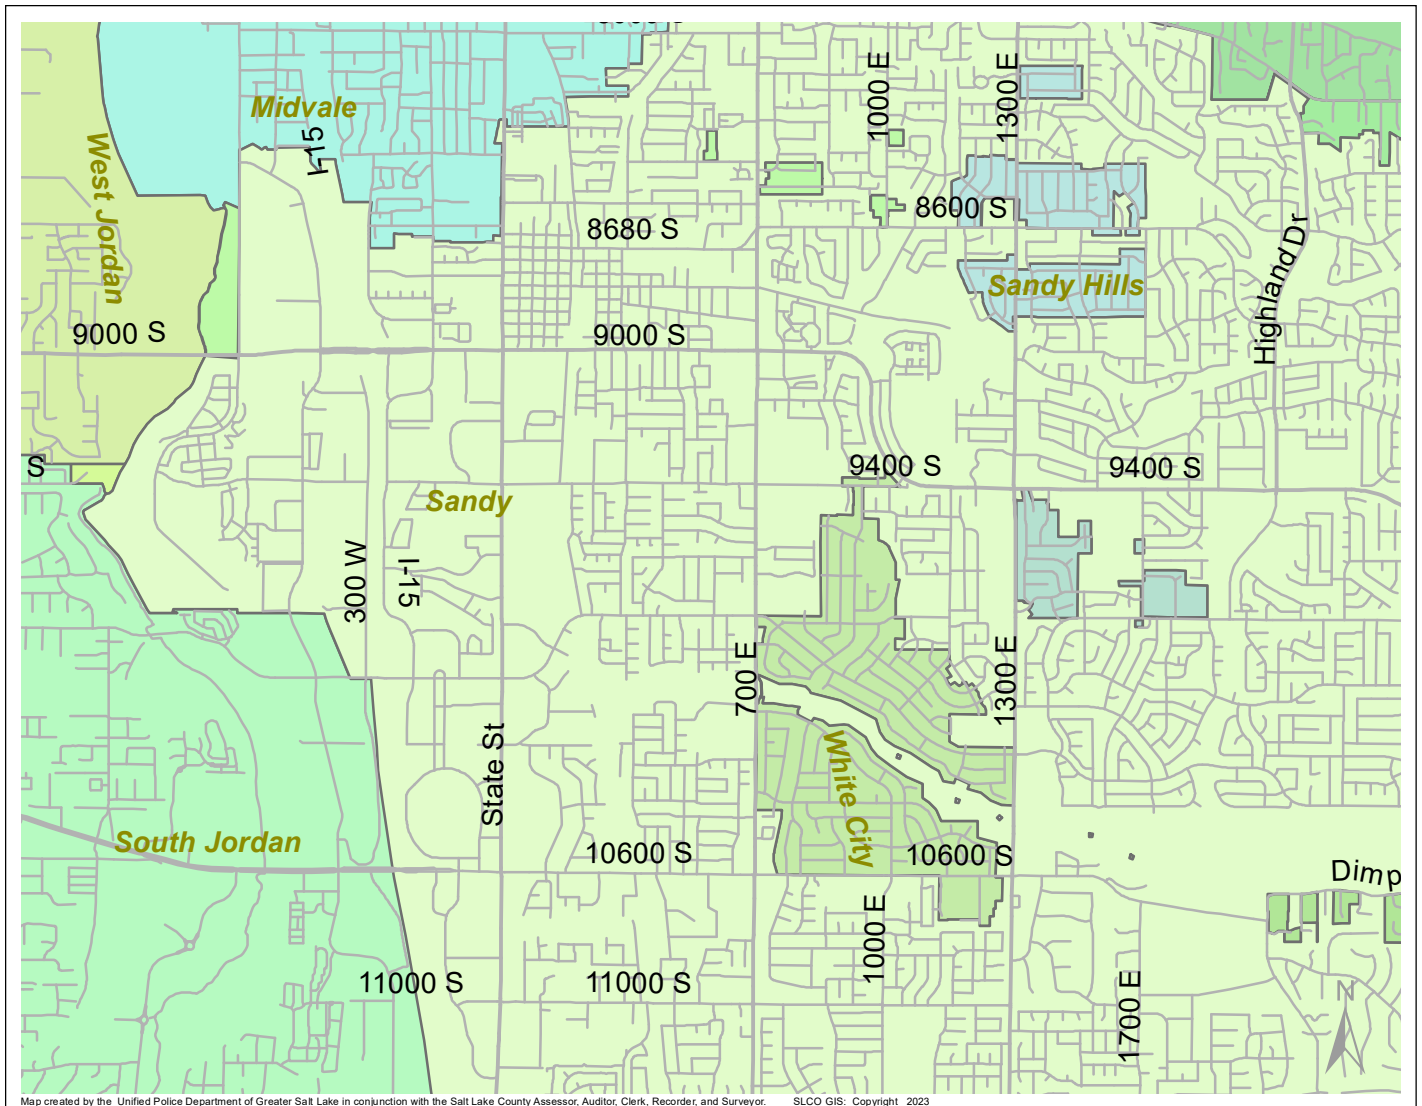 Midvale
I-15
1000 E
1300 E
West Jordan
8600 S
8680 S
Highland Dr
Sandy Hills
9000 S
9000 S
S
9400 S
9400 S
Sandy
300 W
I-15
700 E
1300 E
State St
White City
South Jordan
10600 S
10600 S
Dimp
1000 E
11000 S
11000 S
1700 E
N
Map created by the Unified Police Department of Greater Salt Lake in conjunction with the Salt Lake County Assessor, Auditor, Clerk, Recorder, and Surveyor. SLCO GIS: Copyright 2023